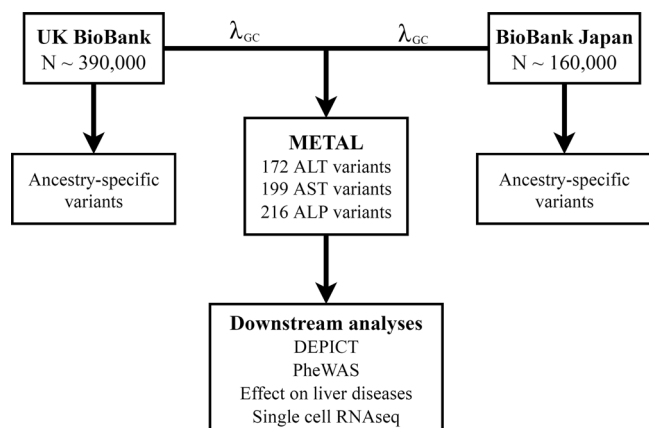 UK BioBank
N ~ 390,000
λGC
λGC
BioBank Japan
N ~ 160,000
Ancestry-specific
variants
METAL
172 ALT variants
199 AST variants
216 ALP variants
Ancestry-specific
variants
Downstream analyses
DEPICT
PheWAS
Effect on liver diseases
Single cell RNAseq